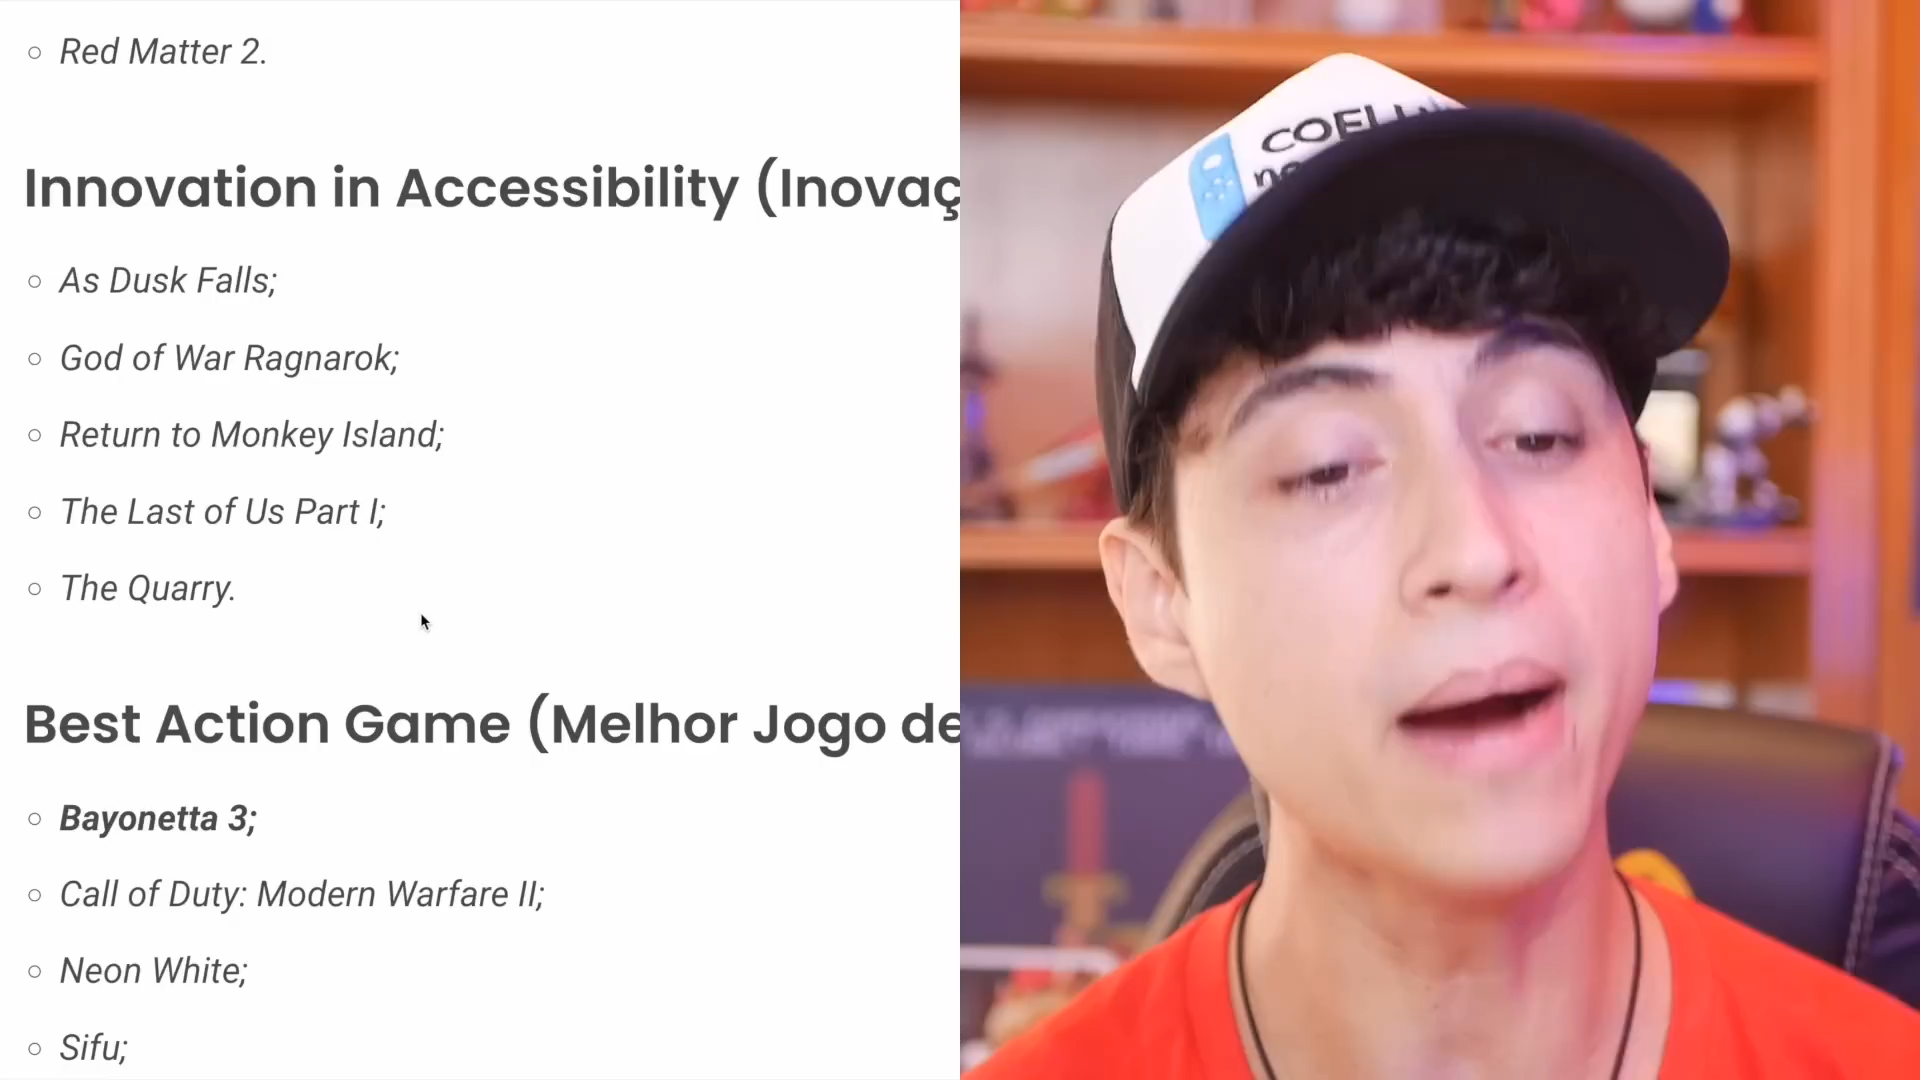 Red Matter 2.
Innovation in Accessibility (Inovaç
As Dusk Falls;
God of War Ragnarok;
Return to Monkey Island;
The Last of Us Part I;
The Quarry.
Best Action Game (Melhor Jogo de
Bayonetta 3;
Call of Duty: Modern Warfare II;
Neon White;
Sifu;